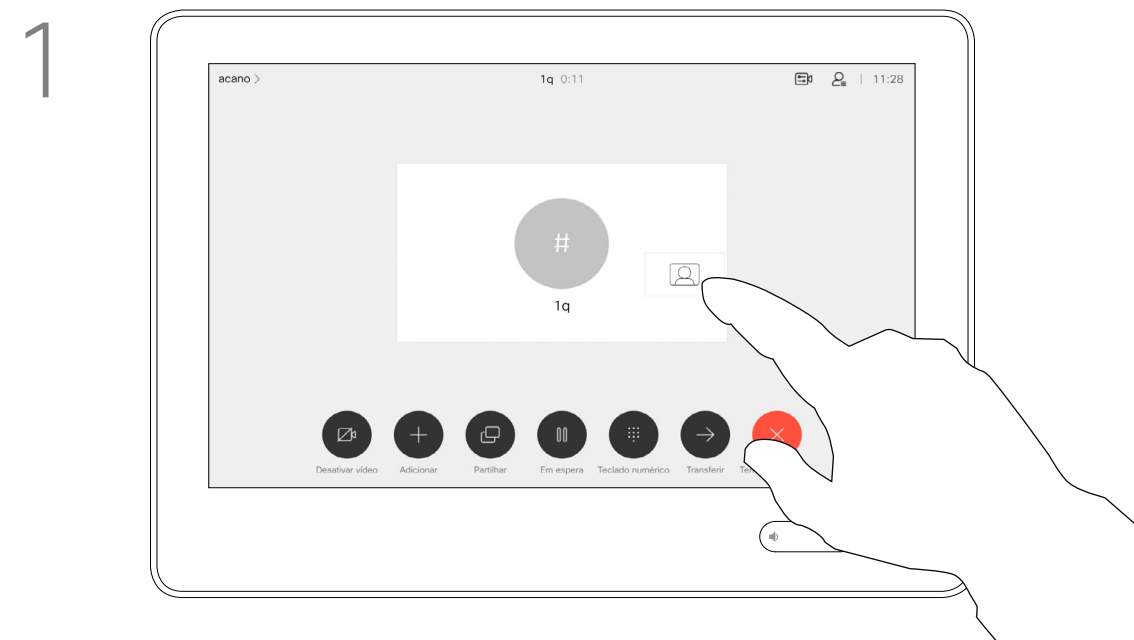 1
acano >
1q 0:11
11:28
#
1q
Desativar vídeo
Adicionar
Partilhar
Em espera
Teclado numérico
Transferir